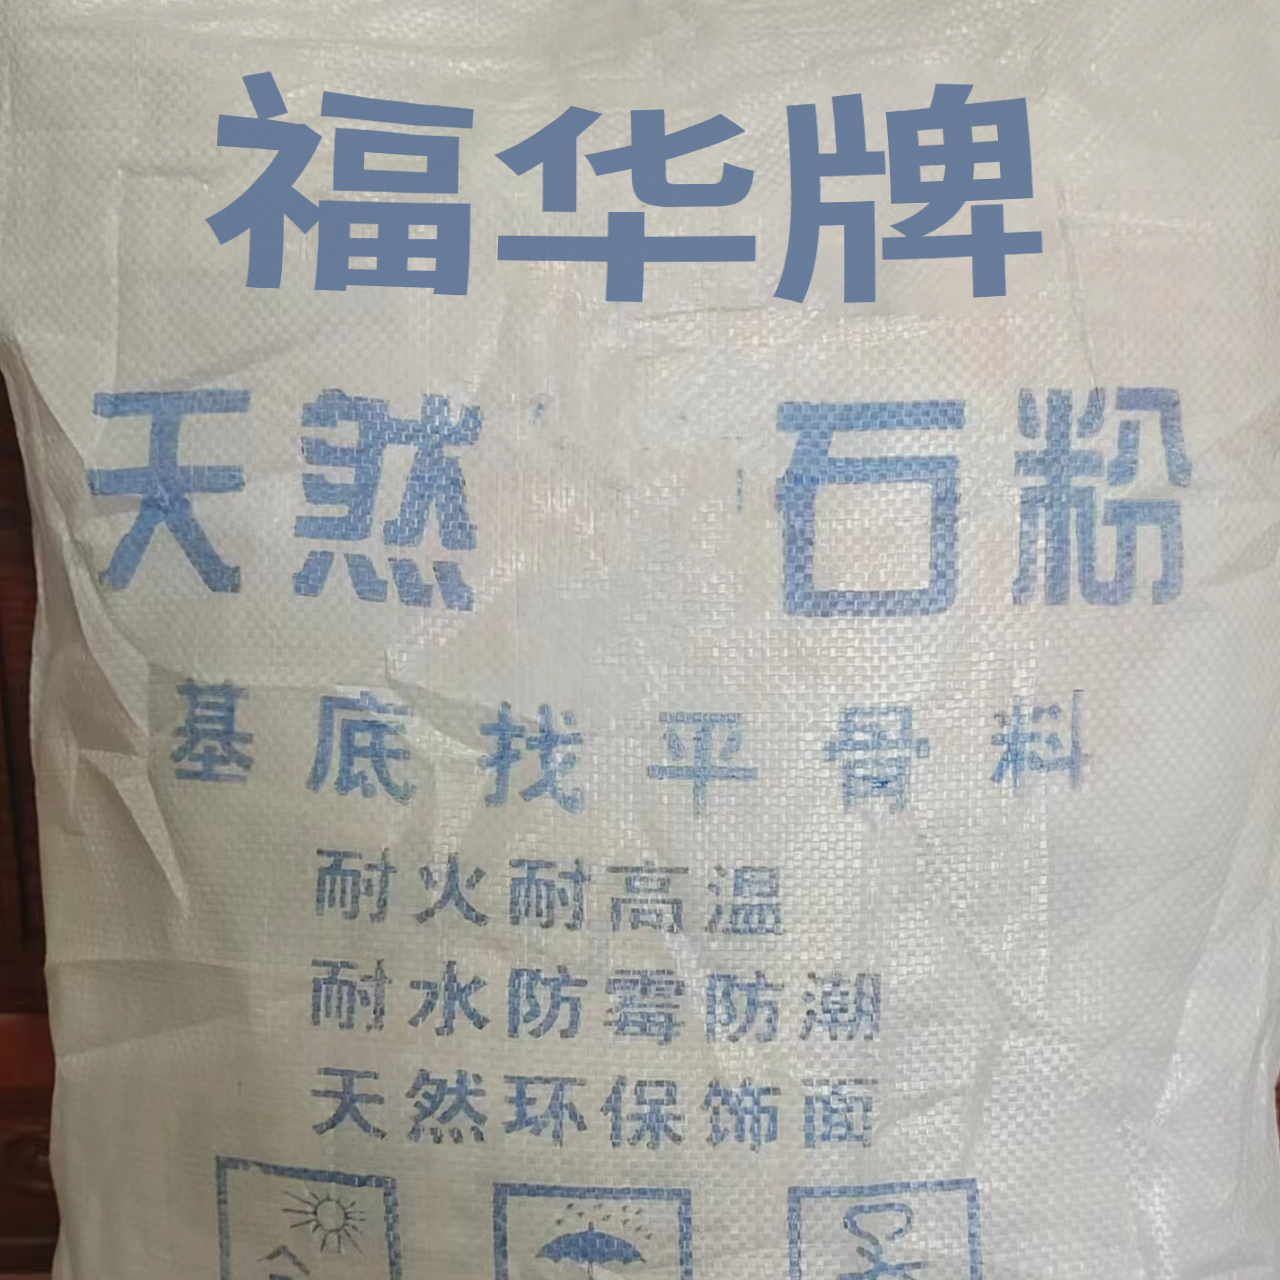 福华牌
天然 石粉
基底找平骨料
耐火耐高温
耐水防霉防潮
天然环保饰面